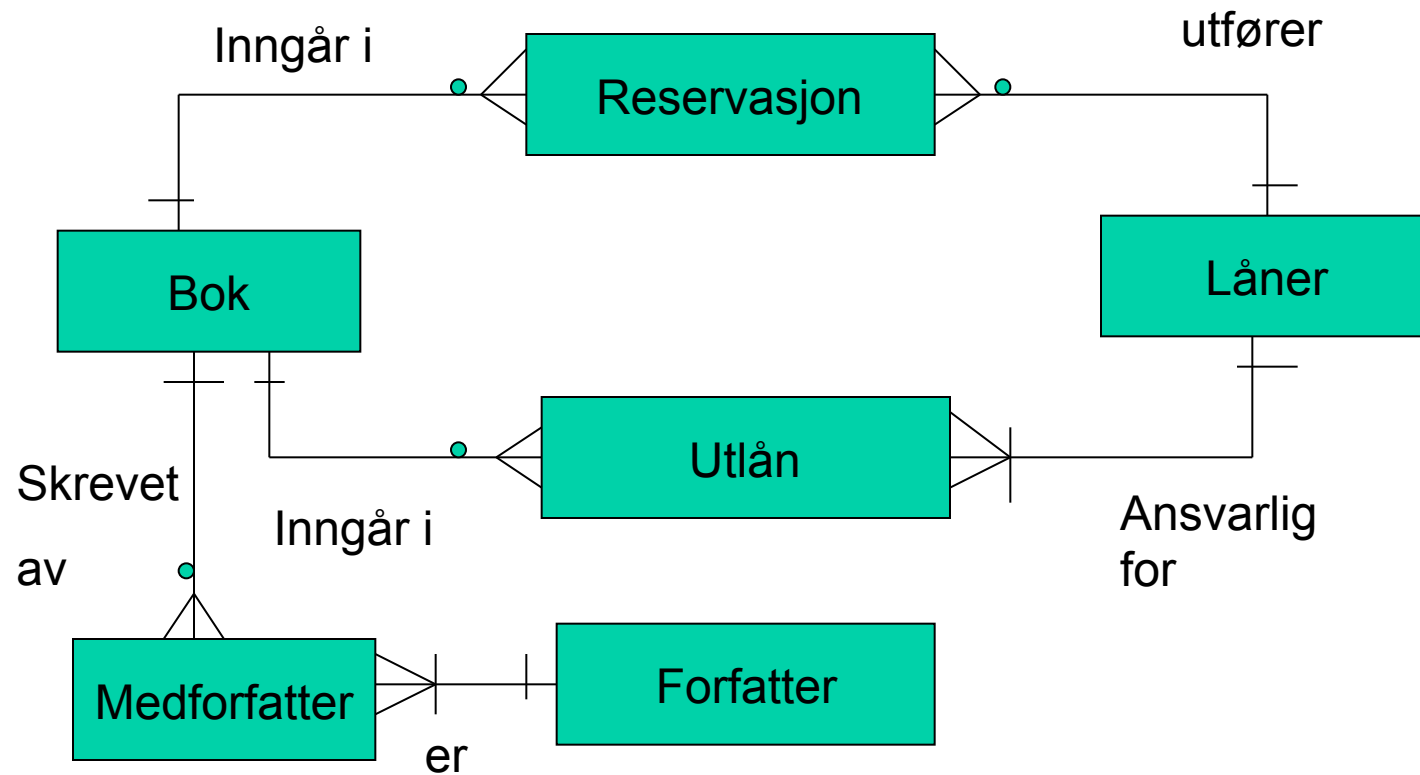 utfører
Inngår i
Reservasjon
Bok
Låner
Utlån
Skrevet
av
Inngår i
Ansvarlig
for
Medforfatter
Forfatter
er